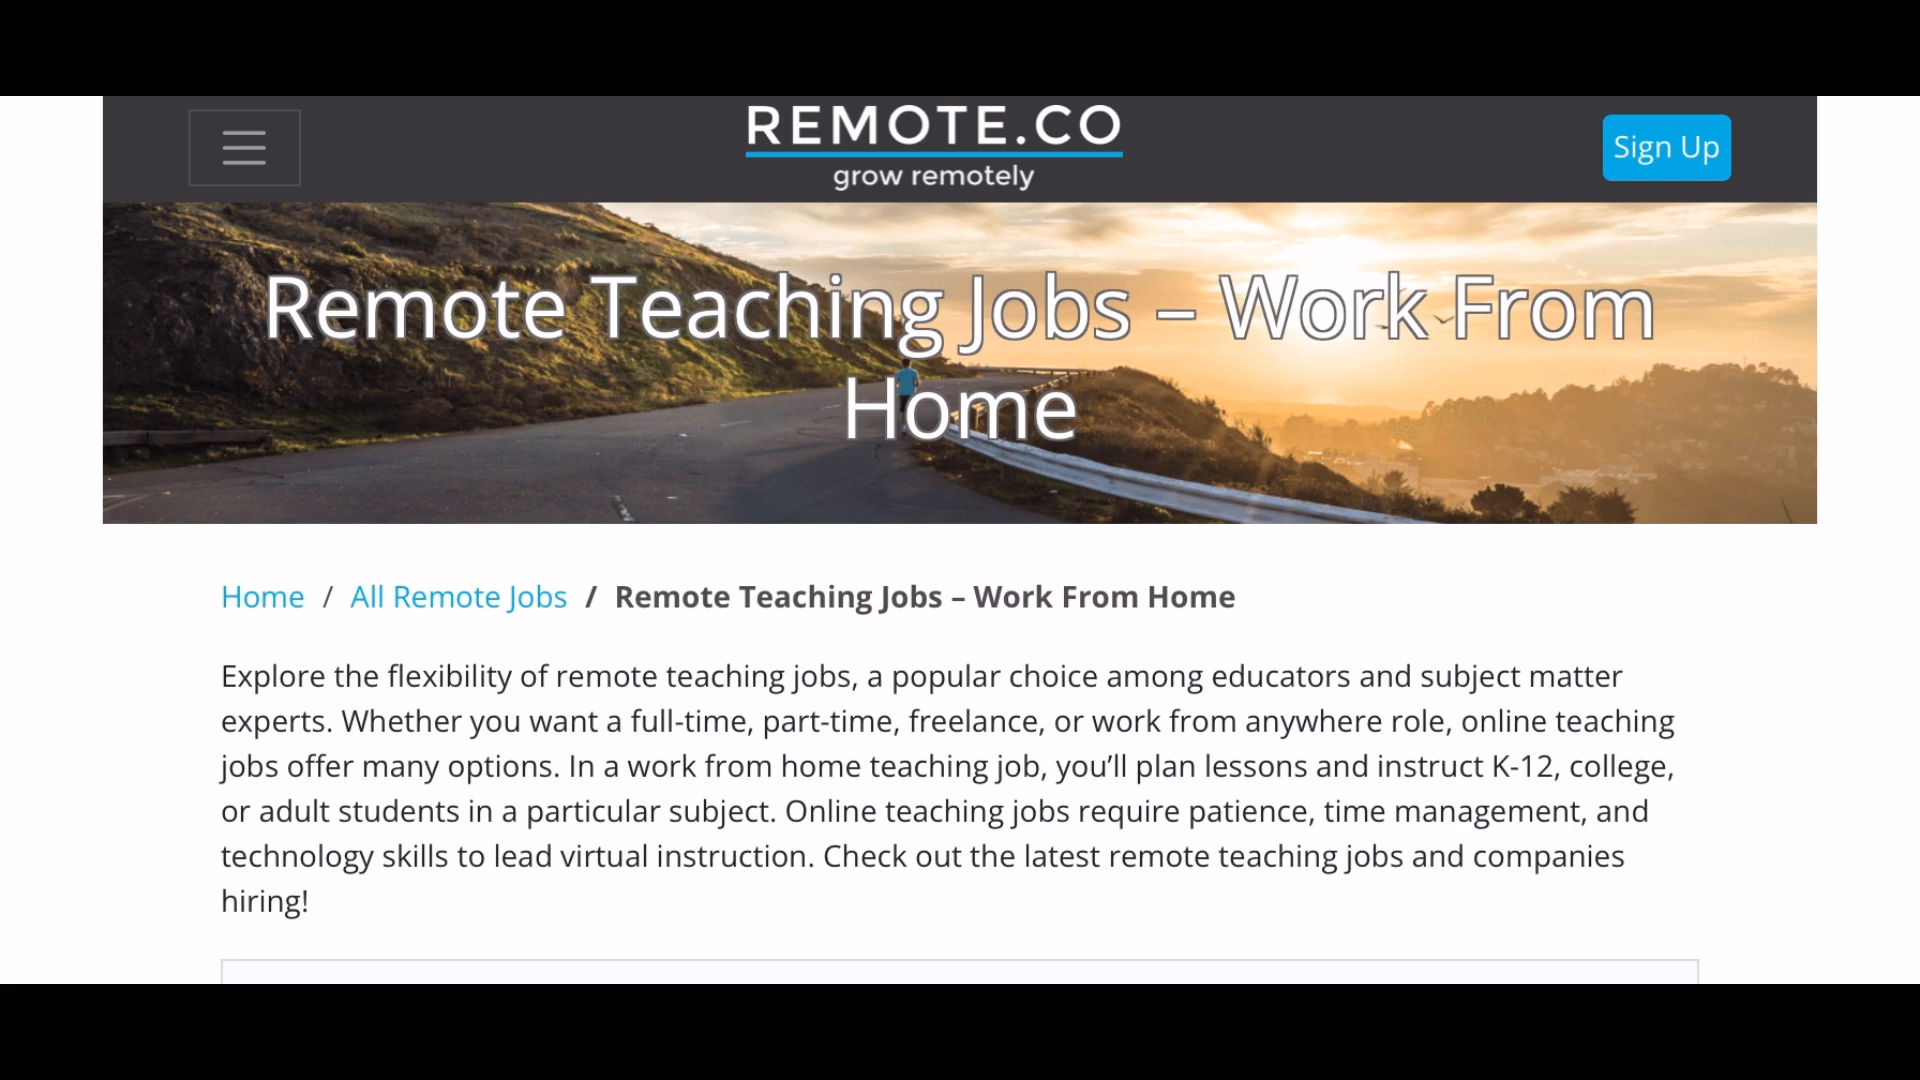 REMOTE.CO
grow remotely
Sign Up
Remote Teaching Jobs – Work From
Home
Home / All Remote Jobs / Remote Teaching Jobs – Work From Home
Explore the flexibility of remote teaching jobs, a popular choice among educators and subject matter
experts. Whether you want a full-time, part-time, freelance, or work from anywhere role, online teaching
jobs offer many options. In a work from home teaching job, you’ll plan lessons and instruct K-12, college,
or adult students in a particular subject. Online teaching jobs require patience, time management, and
technology skills to lead virtual instruction. Check out the latest remote teaching jobs and companies
hiring!